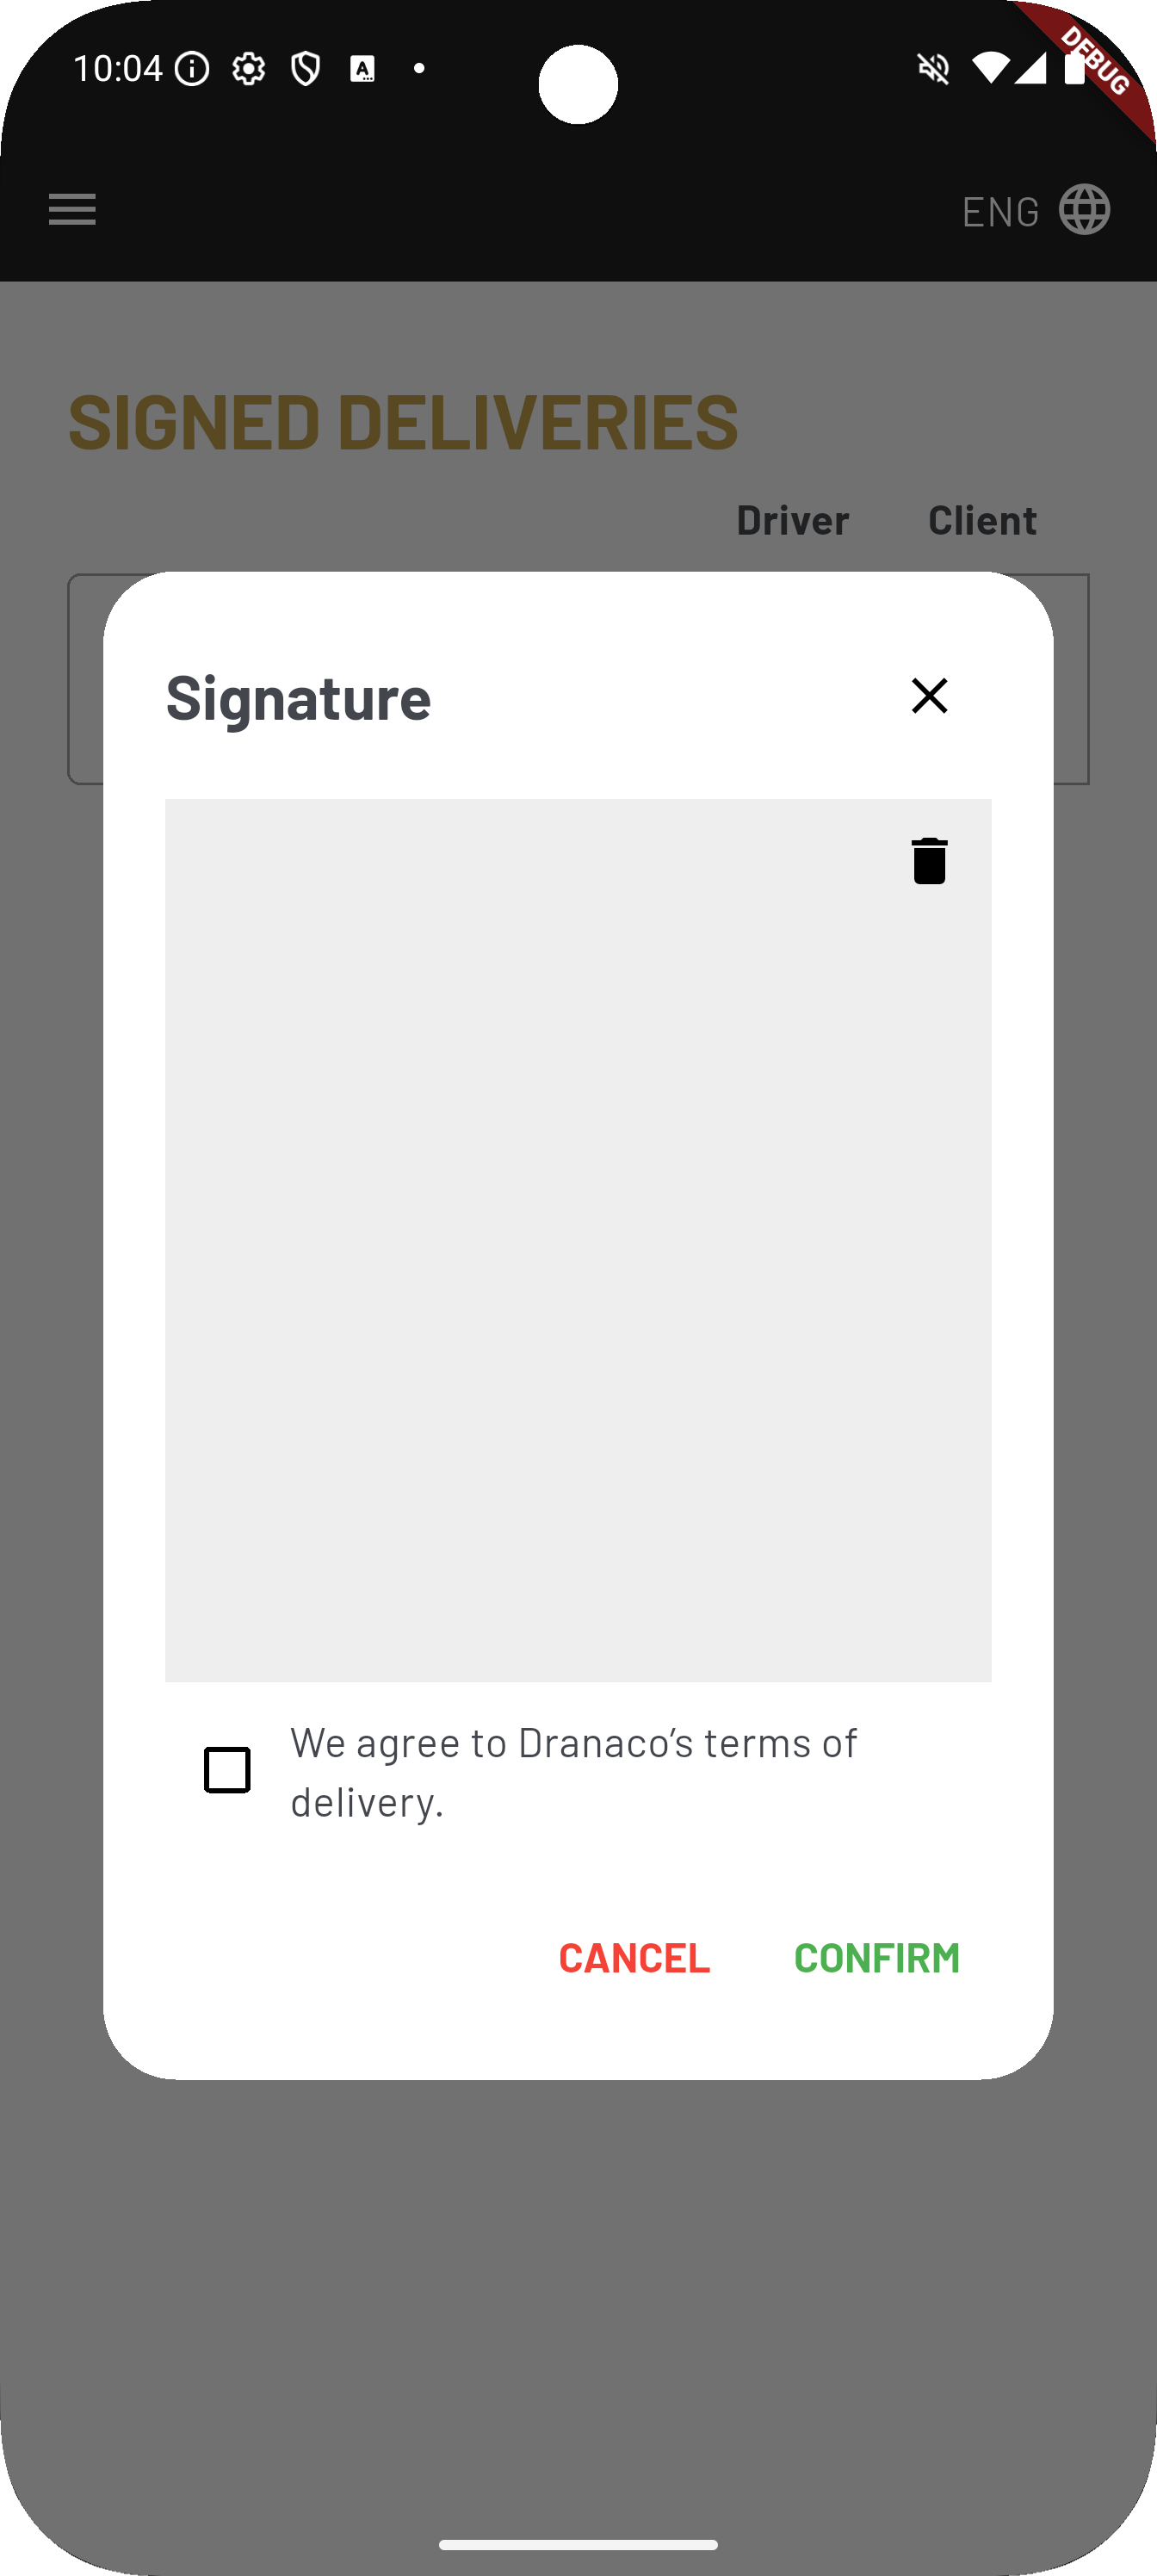 10:04
DEBUG
ENG
SIGNED DELIVERIES
Driver Client
Signature
We agree to Dranaco’s terms of
delivery.
CANCEL CONFIRM